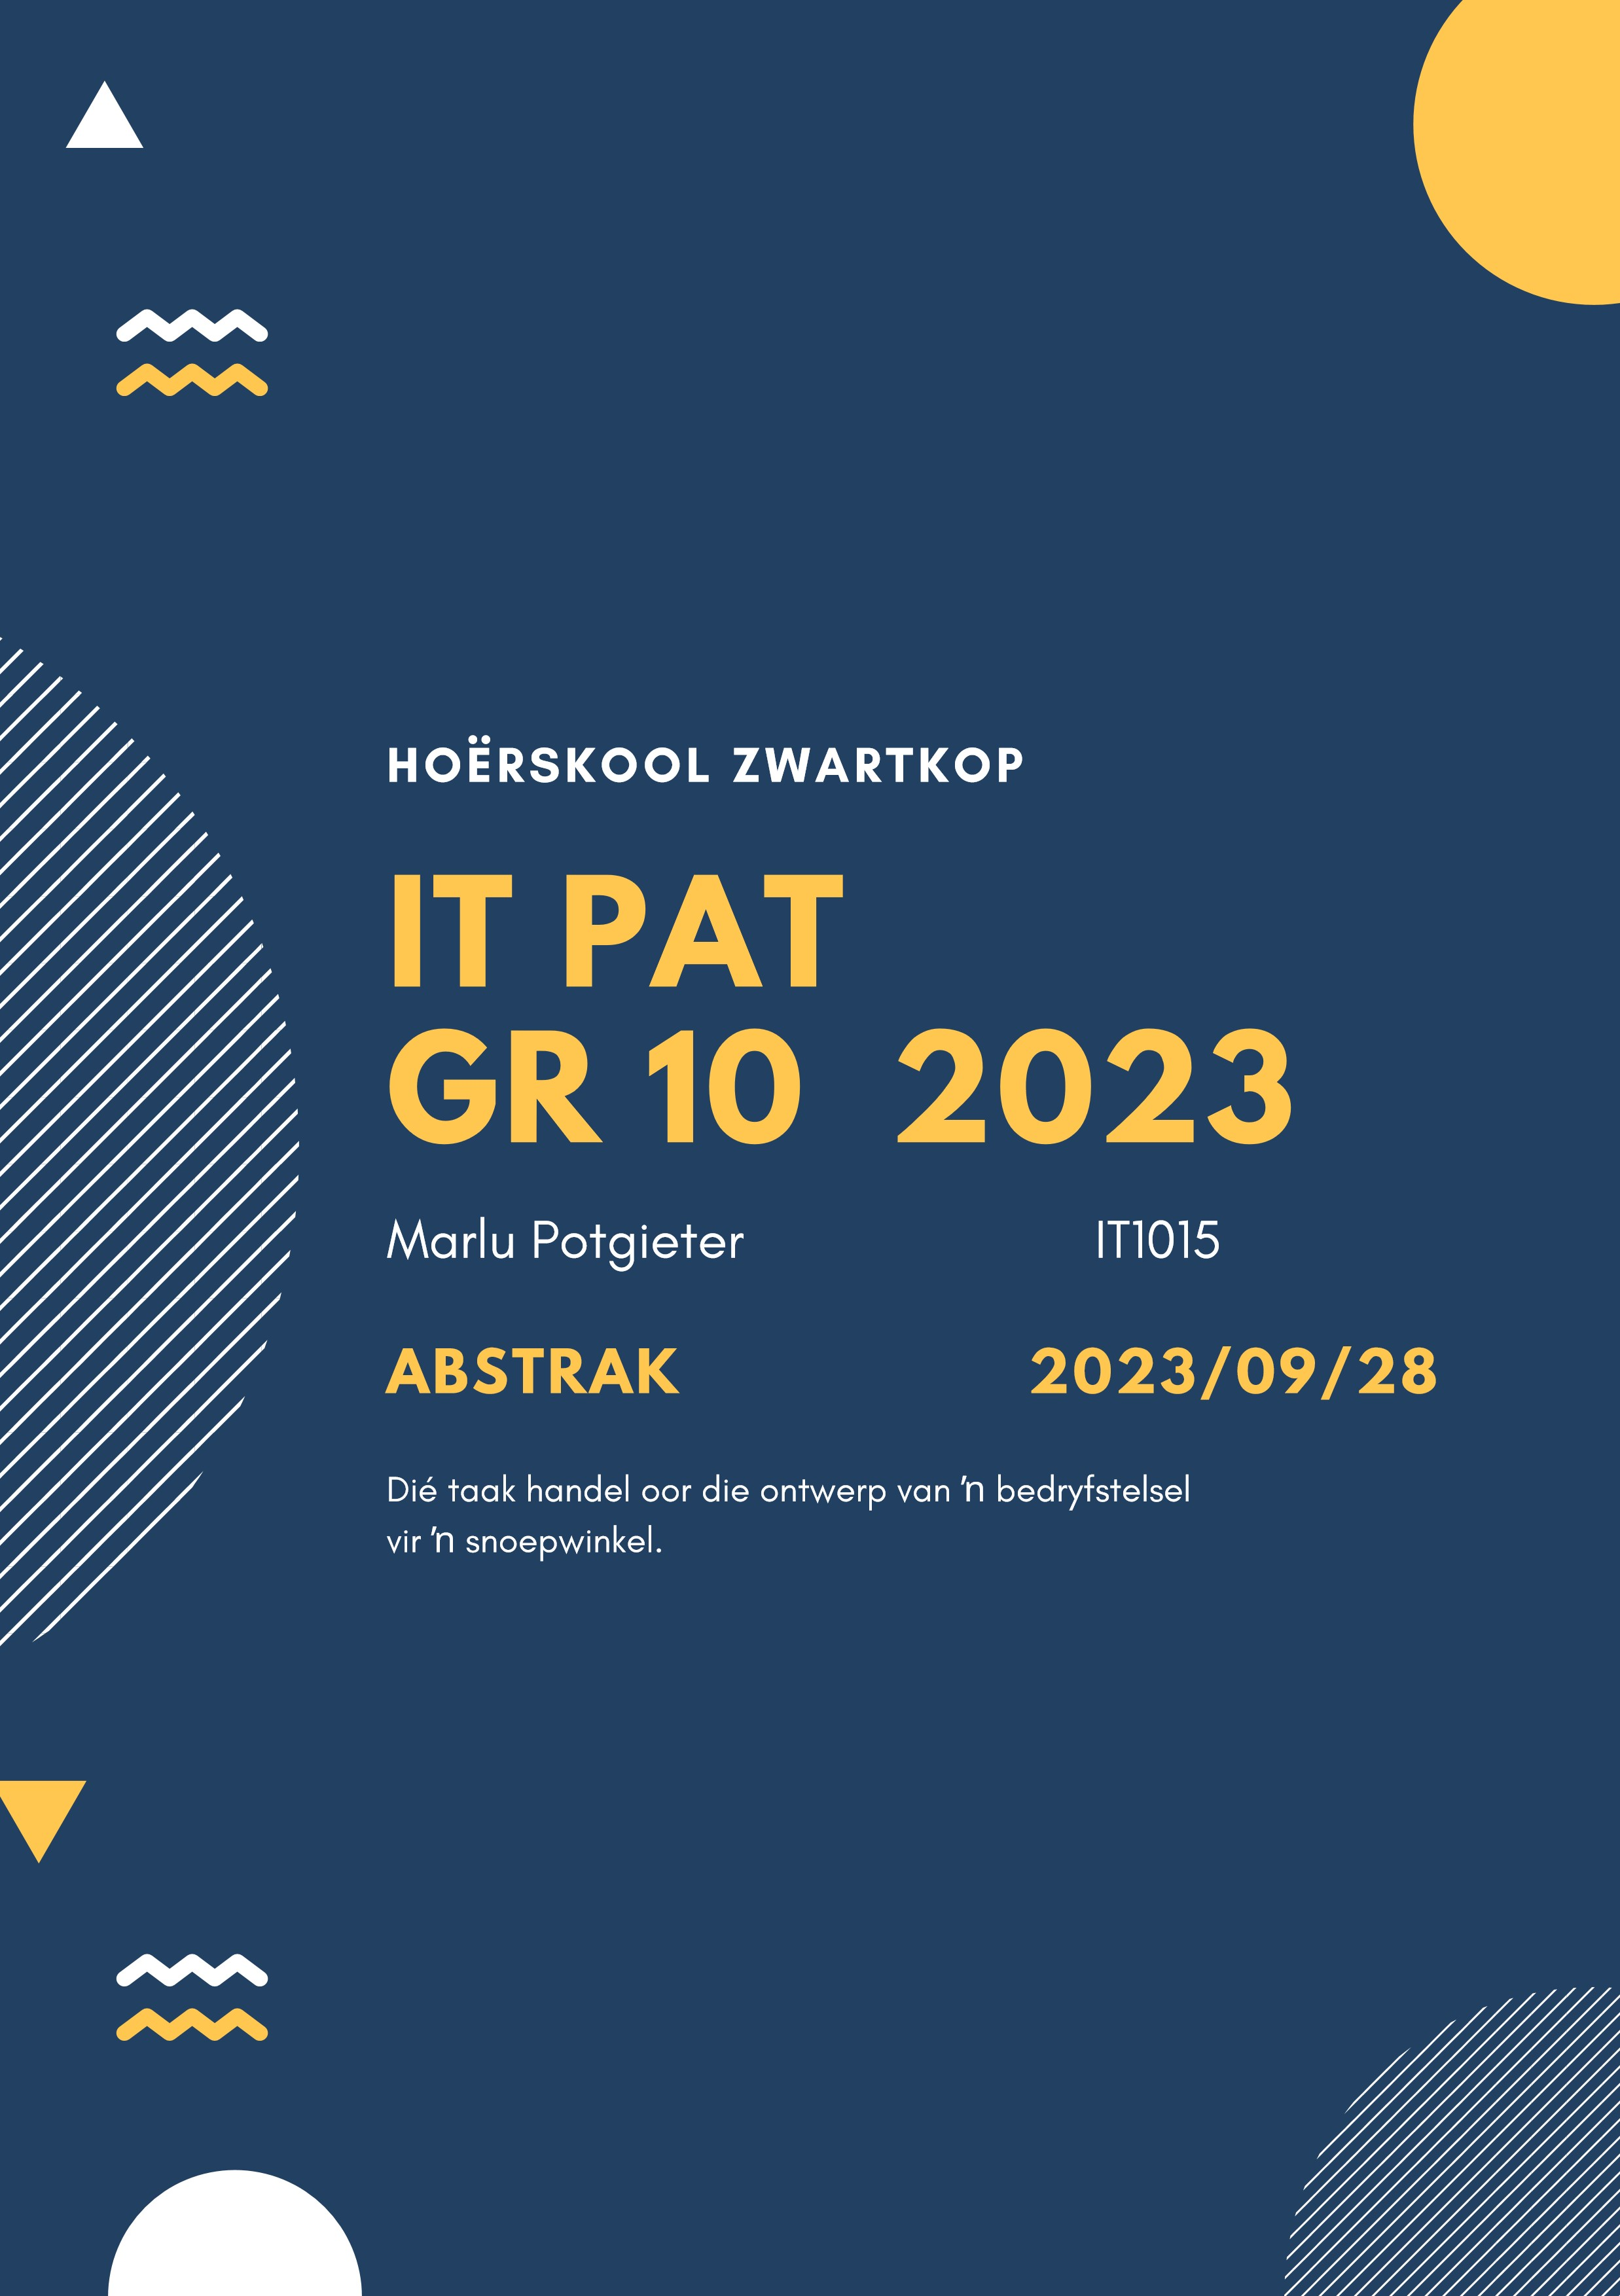 HOËRSKOOL ZWARTKOP
IT PAT
GR 10 2023
Marlu Potgieter IT1015
ABSTRAK 2023/09/28
Dié taak handel oor die ontwerp van 'n bedryfstelsel
vir 'n snoepwinkel.